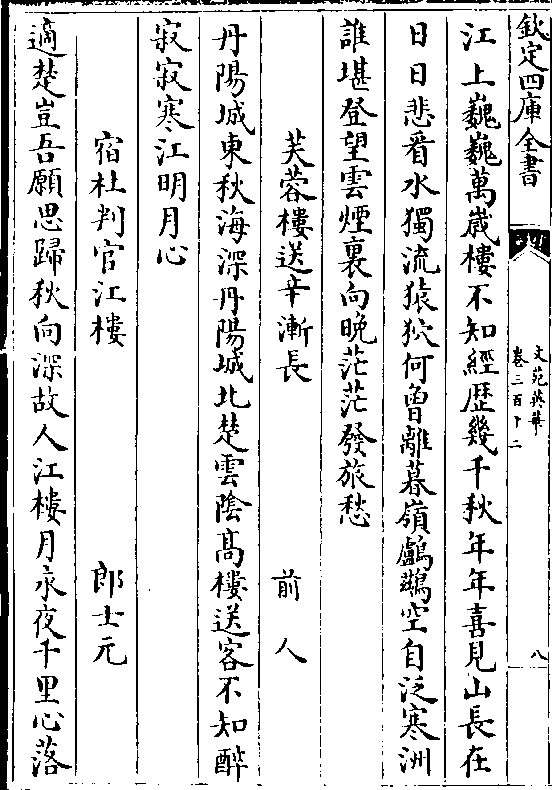 欽定四庫全書
文苑英華
卷三百十二
八
江上巍巍萬歲樓不知經歴幾千秋年年喜見山長在
日日悲看水獨流猿狖何曾離暮嶺鸕鷀空自泛寒洲
誰堪登望雲煙裏向晚茫茫發旅愁
芙蓉樓送辛漸長
前人
丹陽城東秋海深丹陽城北楚雲陰髙樓送客不知醉
寂寂寒江明月心
宿杜判官江樓
郎士元
適楚豈吾願思歸秋向深故人江樓月永夜千里心落